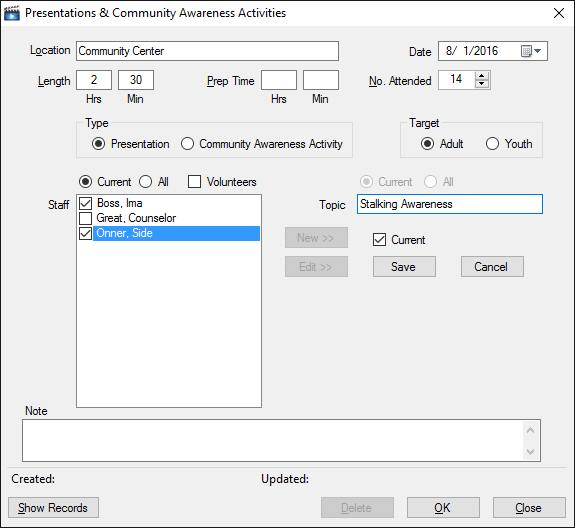 Presentations & Community Awareness Activities
Location Community Center Date 8/ 1/2016
Length 2 30 Prep Time No. Attended 14
Hrs Min Hrs Min
Type Target
Presentation Community Awareness Activity Adult Youth
Current All Volunteers Current All
Staff Boss, Ima Topic Stalking Awareness
Great, Counselor
Onner, Side
New >> Current
Edit >> Save Cancel
Note
Created: Updated:
Show Records Delete OK Close